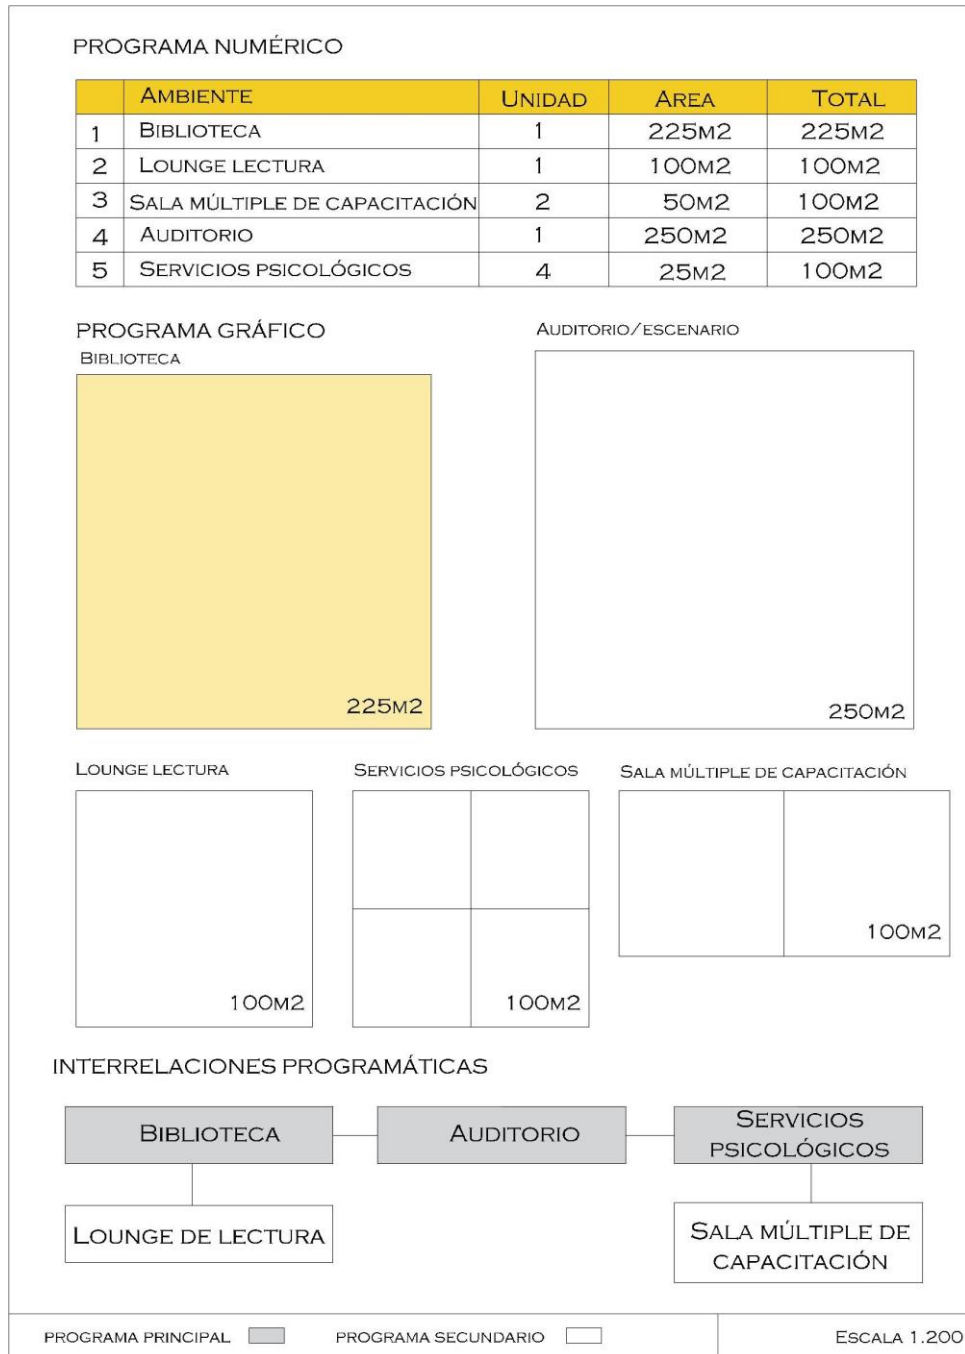 PROGRAMA NUMÉRICO
AMBIENTE UNIDAD AREA TOTAL
1 BIBLIOTECA 1 225M2 225M2
2 LOUNGE LECTURA 1 100M2 100M2
3 SALA MÚLTIPLE DE CAPACITACIÓN 2 50M2 100M2
4 AUDITORIO 1 250M2 250M2
5 SERVICIOS PSICOLÓGICOS 4 25M2 100M2
PROGRAMA GRÁFICO
BIBLIOTECA
225M2
AUDITORIO/ESCENARIO
250M2
LOUNGE LECTURA
100M2
SERVICIOS PSICOLÓGICOS
100M2
SALA MÚLTIPLE DE CAPACITACIÓN
100M2
INTERRELACIONES PROGRAMÁTICAS
BIBLIOTECA
AUDITORIO
SERVICIOS
PSICOLÓGICOS
LOUNGE DE LECTURA
SALA MÚLTIPLE DE
CAPACITACIÓN
PROGRAMA PRINCIPAL
PROGRAMA SECUNDARIO
ESCALA 1.200